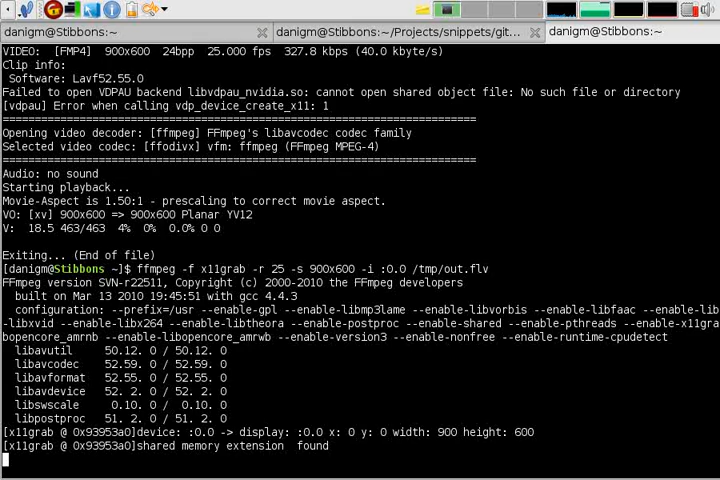 danigm@Stibbons:~
danigm@Stibbons:~/Projects/snippets/git...
danigm@Stibbons:~
VIDEO:  [FMP4]  900x600  24bpp  25.000 fps  327.8 kbps (40.0 kbyte/s)
Clip info:
 Software: Lavf52.55.0
Failed to open VDPAU backend libvdpau_nvidia.so: cannot open shared object file: No such file or directory
[vdpau] Error when calling vdp_device_create_x11: 1
==========================================================================
Opening video decoder: [ffmpeg] FFmpeg's libavcodec codec family
Selected video codec: [ffodivx] vfm: ffmpeg (FFmpeg MPEG-4)
==========================================================================
Audio: no sound
Starting playback...
Movie-Aspect is 1.50:1 - prescaling to correct movie aspect.
VO: [xv] 900x600 => 900x600 Planar YV12
V:  18.5 463/463  4%  0%  0.0% 0 0
Exiting... (End of file)
[danigm@Stibbons ~]$ ffmpeg -f x11grab -r 25 -s 900x600 -i :0.0 /tmp/out.flv
FFmpeg version SVN-r22511, Copyright (c) 2000-2010 the FFmpeg developers
  built on Mar 13 2010 19:45:51 with gcc 4.4.3
  configuration: --prefix=/usr --enable-gpl --enable-libmp3lame --enable-libvorbis --enable-libfaac --enable-lib
-libxvid --enable-libx264 --enable-libtheora --enable-postproc --enable-shared --enable-pthreads --enable-x11gra
bopencore_amrnb --enable-libopencore_amrwb --enable-version3 --enable-nonfree --enable-runtime-cpudetect
  libavutil     50.12. 0 / 50.12. 0
  libavcodec    52.59. 0 / 52.59. 0
  libavformat   52.55. 0 / 52.55. 0
  libavdevice   52. 2. 0 / 52. 2. 0
  libswscale     0.10. 0 /  0.10. 0
  libpostproc   51. 2. 0 / 51. 2. 0
[x11grab @ 0x93953a0]device: :0.0 -> display: :0.0 x: 0 y: 0 width: 900 height: 600
[x11grab @ 0x93953a0]shared memory extension  found